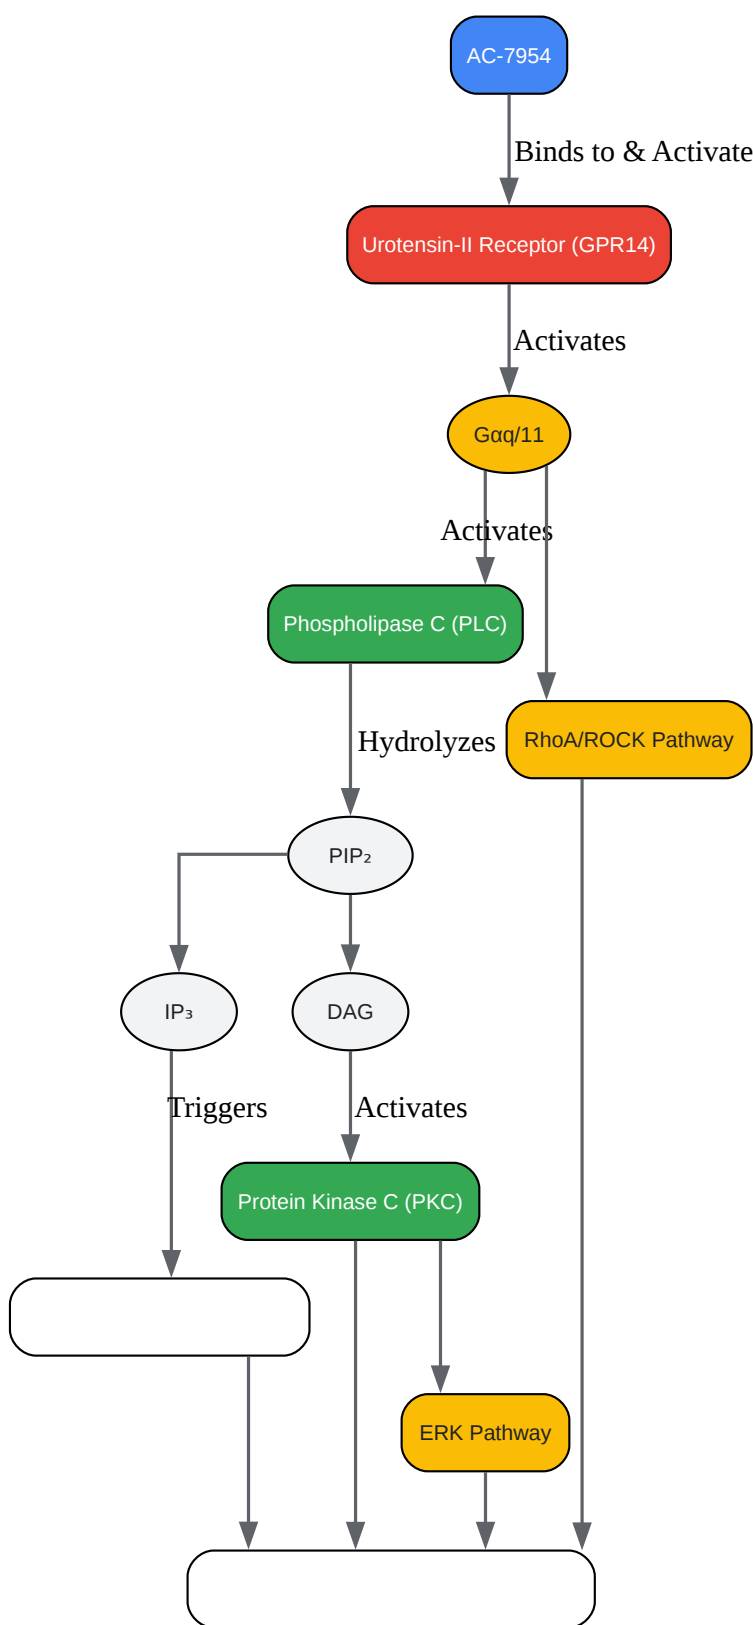 AC-7954
Binds to & Activate
Urotensin-II Receptor (GPR14)
Activates
Gαq/11
Activates
Phospholipase C (PLC)
Hydrolyzes
RhoA/ROCK Pathway
PIP₂
IP₃
DAG
Triggers
Activates
Protein Kinase C (PKC)
ERK Pathway